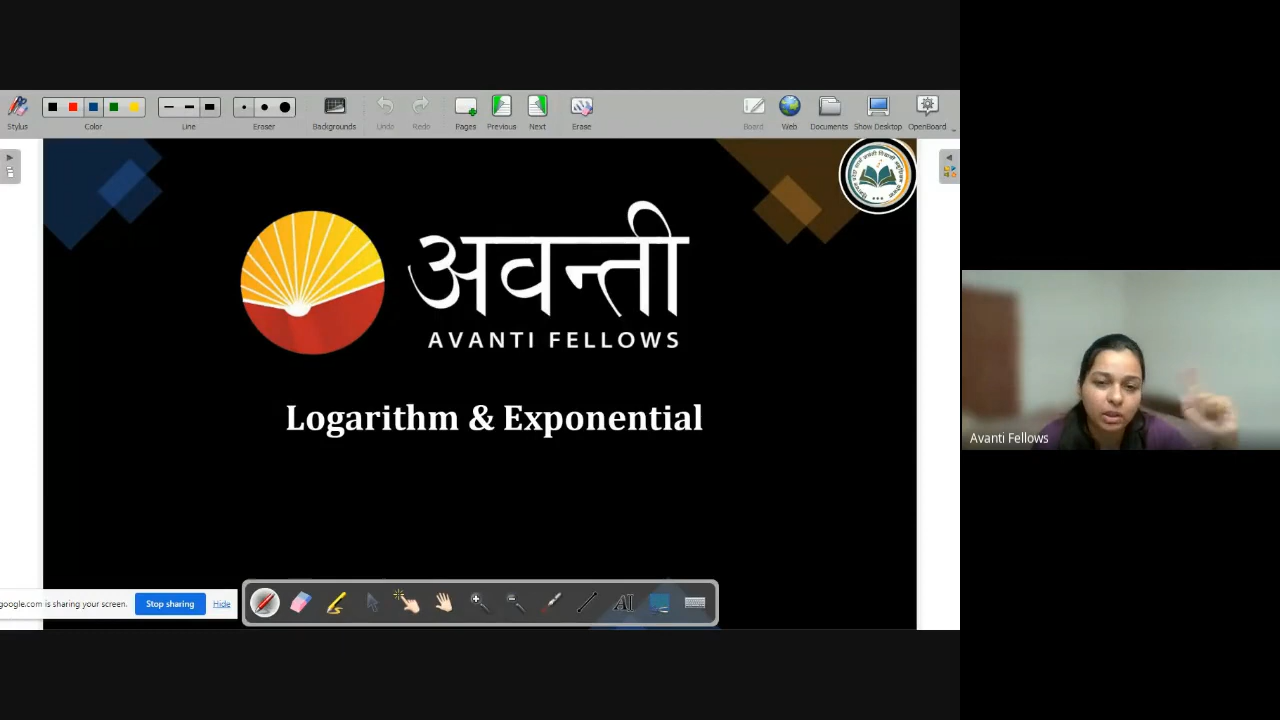 Stylus
Color
Line
Eraser
Backgrounds
Undo
Redo
Pages
Previous
Next
Erase
Board
Web
Documents
Show Desktop
OpenBoard
अवन्ती
AVANTI FELLOWS
Logarithm & Exponential
Avanti Fellows
google.com is sharing your screen.
Stop sharing
Hide